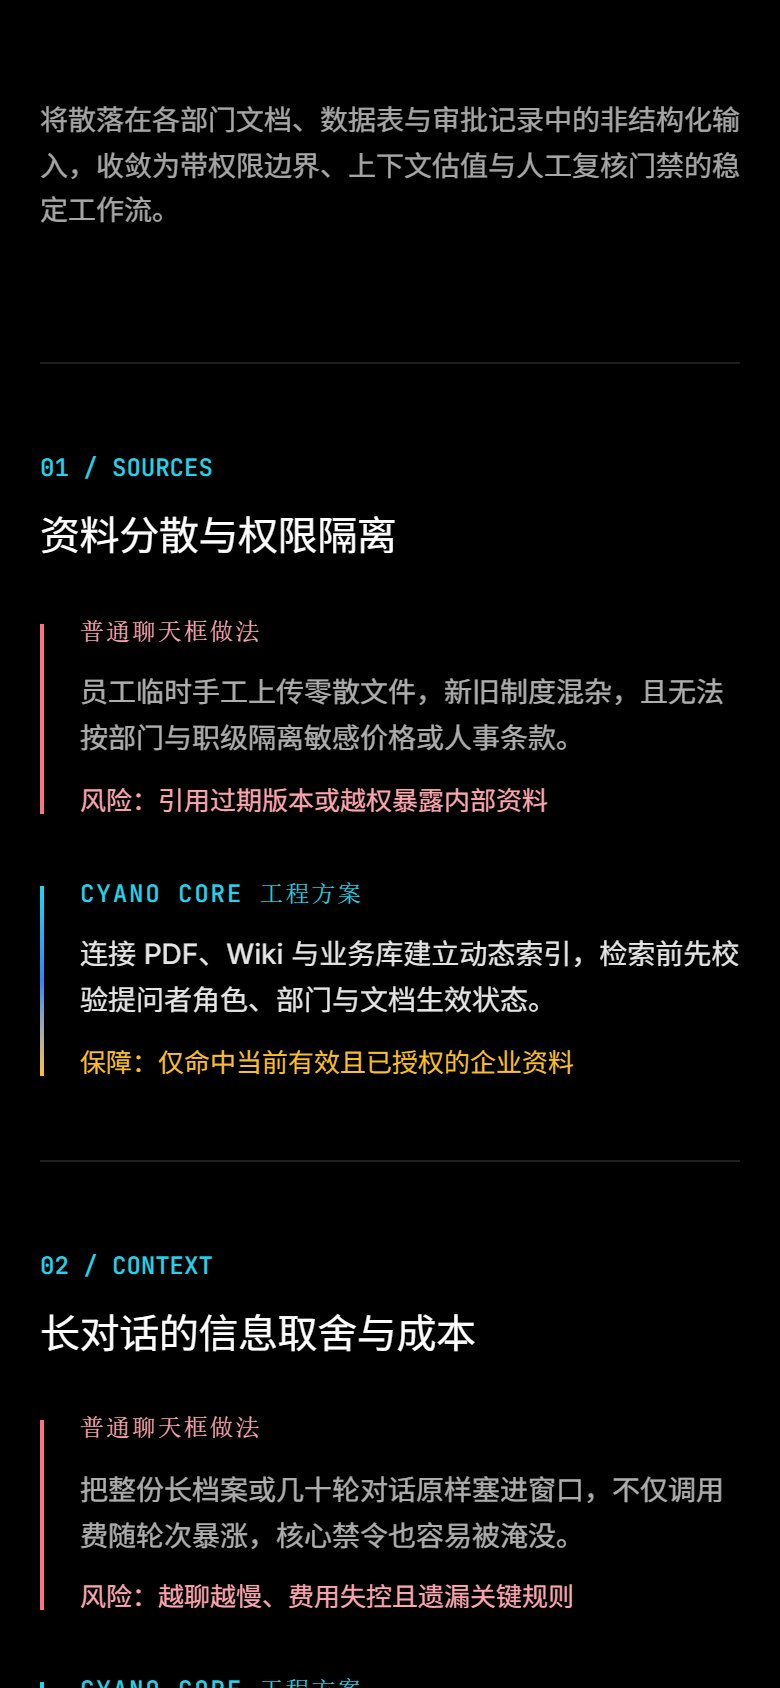 将散落在各部门文档、数据表与审批记录中的非结构化输
入，收敛为带权限边界、上下文估值与人工复核门禁的稳
定工作流。
01 / SOURCES
资料分散与权限隔离
普通聊天框做法
员工临时手工上传零散文件，新旧制度混杂，且无法
按部门与职级隔离敏感价格或人事条款。
风险：引用过期版本或越权暴露内部资料
CYANO CORE 工程方案
连接 PDF、Wiki 与业务库建立动态索引，检索前先校
验提问者角色、部门与文档生效状态。
保障：仅命中当前有效且已授权的企业资料
02 / CONTEXT
长对话的信息取舍与成本
普通聊天框做法
把整份长档案或几十轮对话原样塞进窗口，不仅调用
费随轮次暴涨，核心禁令也容易被淹没。
风险：越聊越慢、费用失控且遗漏关键规则
CYANO CORE 工程方案